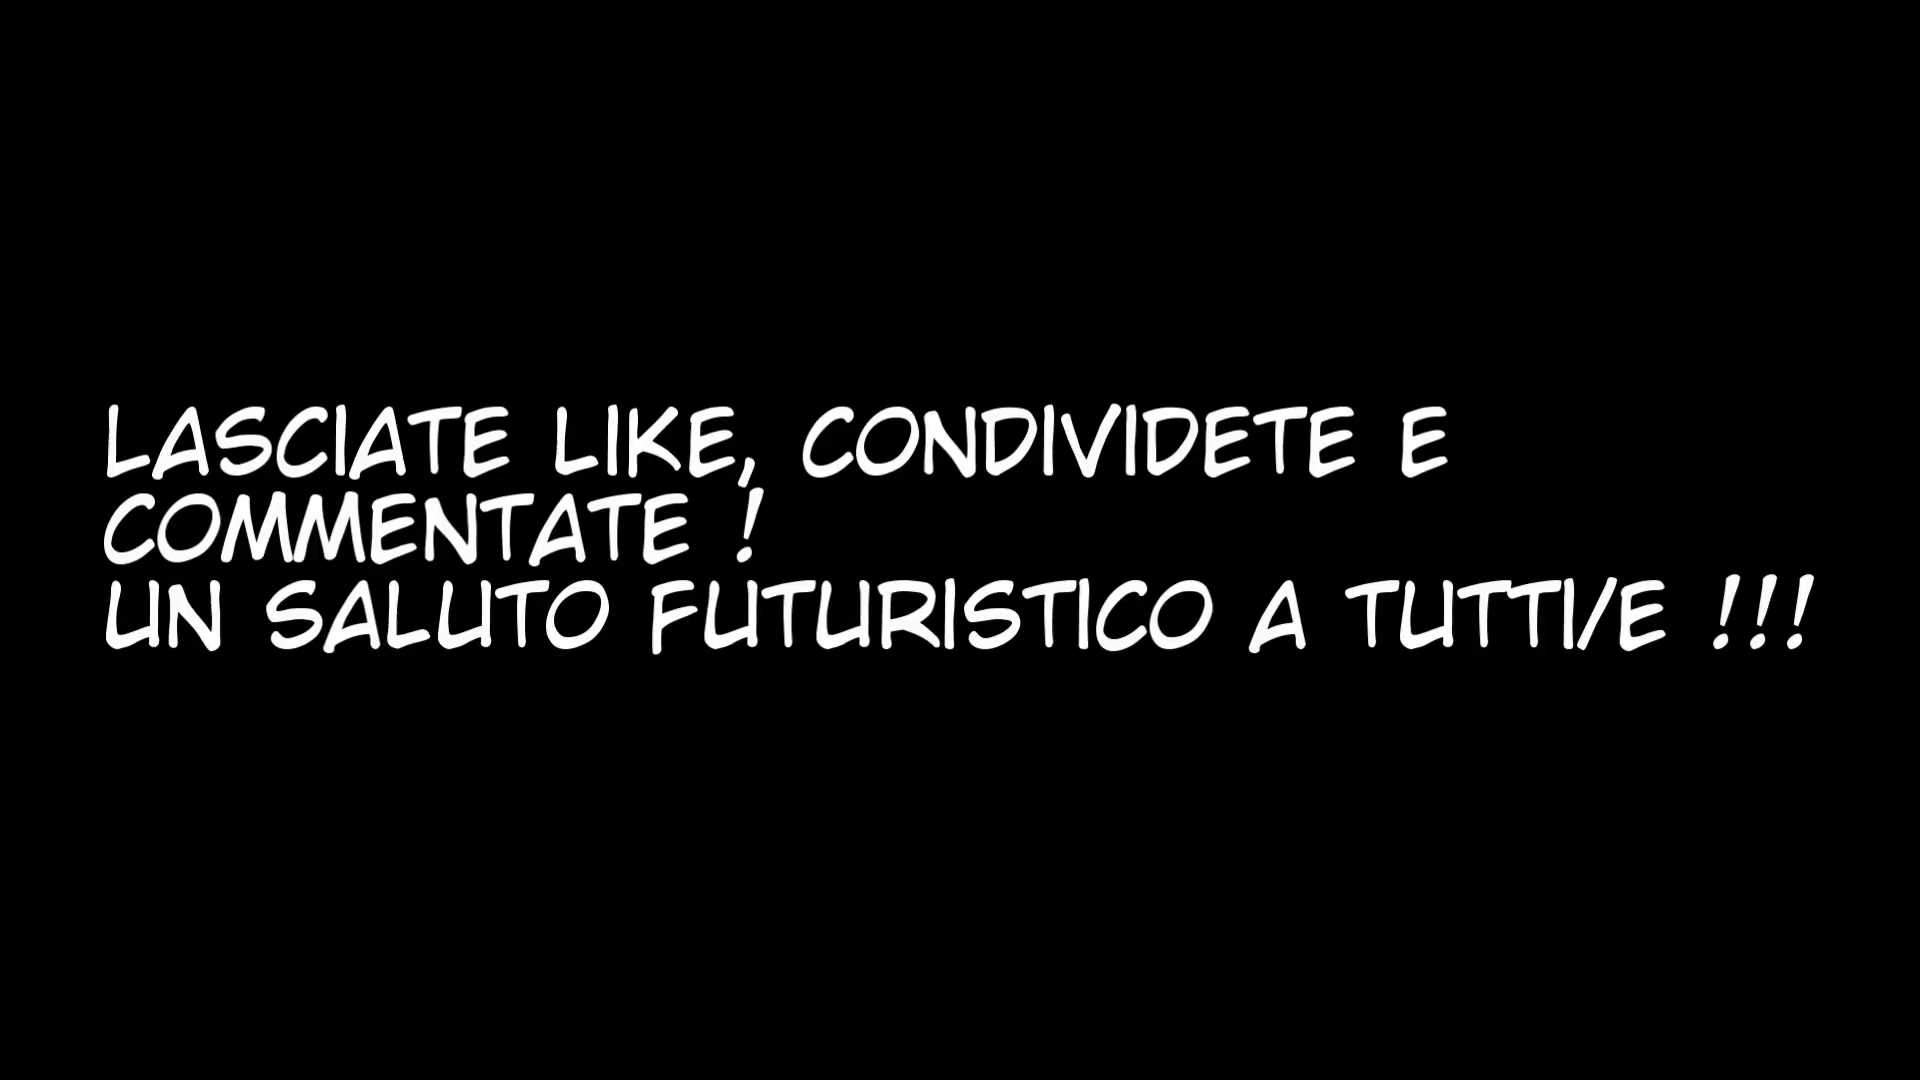 LASCIATE LIKE, CONDIVIDETE E
COMMENTATE !
UN SALUTO FUTURISTICO A TUTTI/E !!!